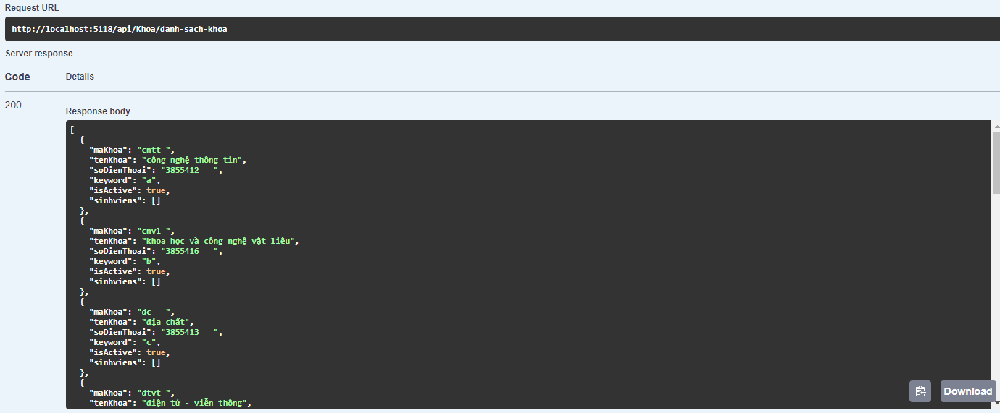 Request URL
http://localhost:5118/api/Khoa/danh-sach-khoa
Server response
Code Details
200
Response body
[
  {
    "maKhoa": "cntt ",
    "tenKhoa": "công nghệ thông tin",
    "soDienThoai": "3855412   ",
    "keyword": "a",
    "isActive": true,
    "sinhviens": []
  },
  {
    "maKhoa": "cnvl ",
    "tenKhoa": "khoa học và công nghệ vật liêu",
    "soDienThoai": "3855416   ",
    "keyword": "b",
    "isActive": true,
    "sinhviens": []
  },
  {
    "maKhoa": "dc   ",
    "tenKhoa": "địa chất",
    "soDienThoai": "3855413   ",
    "keyword": "c",
    "isActive": true,
    "sinhviens": []
  },
  {
    "maKhoa": "dtvt ",
    "tenKhoa": "điện tử - viễn thông",
Download